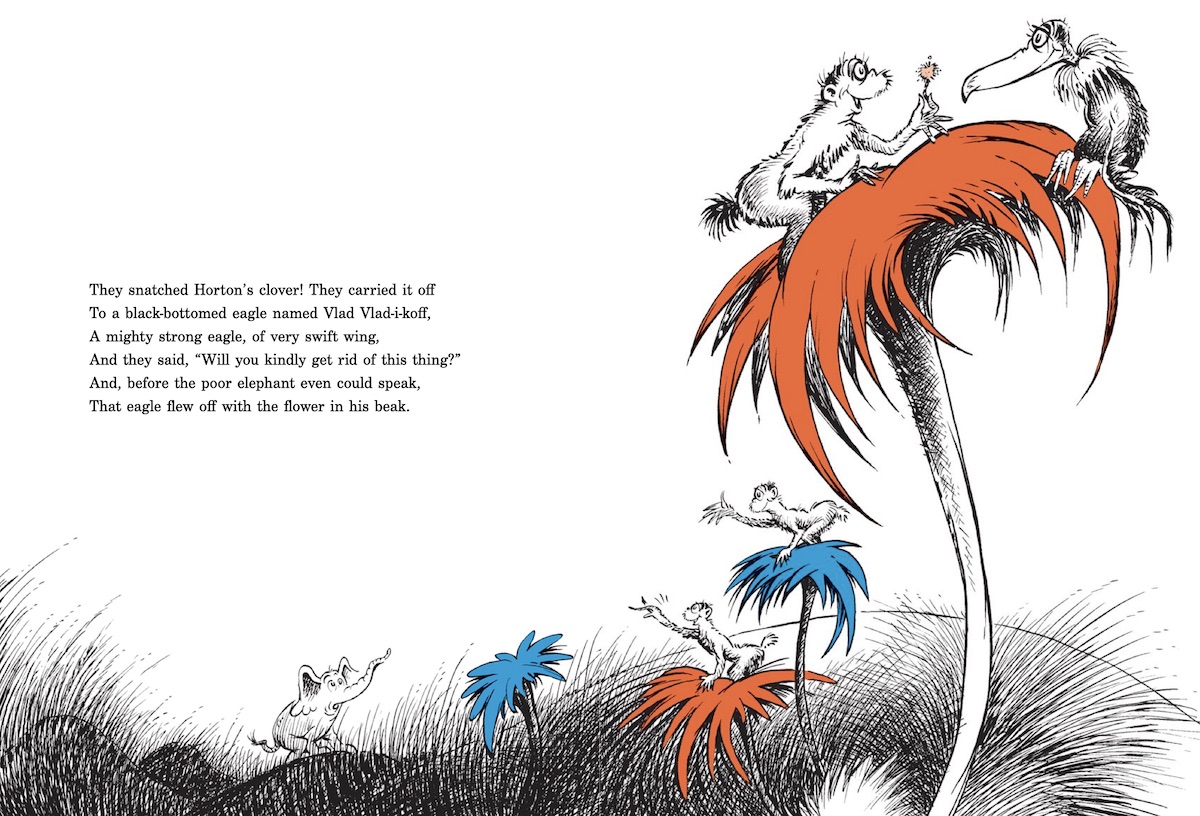 They snatched Horton’s clover! They carried it off
To a black-bottomed eagle named Vlad Vlad-i-koff,
A mighty strong eagle, of very swift wing,
And they said, “Will you kindly get rid of this thing?”
And, before the poor elephant even could speak,
That eagle flew off with the flower in his beak.